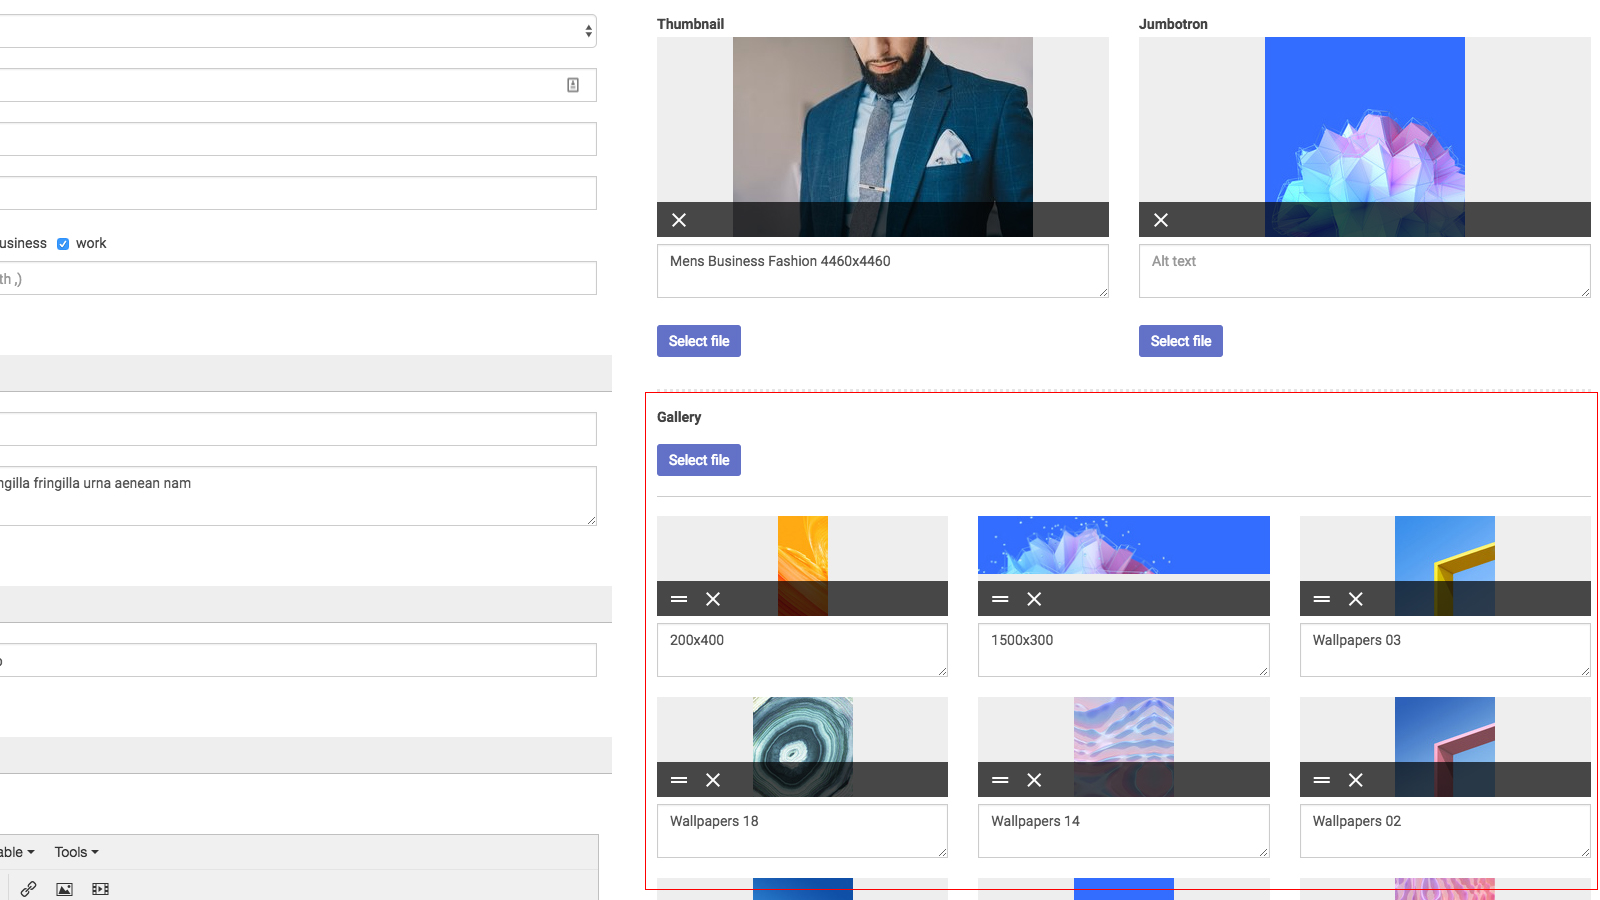 Thumbnail
Jumbotron
Mens Business Fashion 4460x4460
Alt text
Select file
Select file
usiness
work
th ,)
Gallery
Select file
ngilla fringilla urna aenean nam
200x400
1500x300
Wallpapers 03
Wallpapers 18
Wallpapers 14
Wallpapers 02
able
Tools